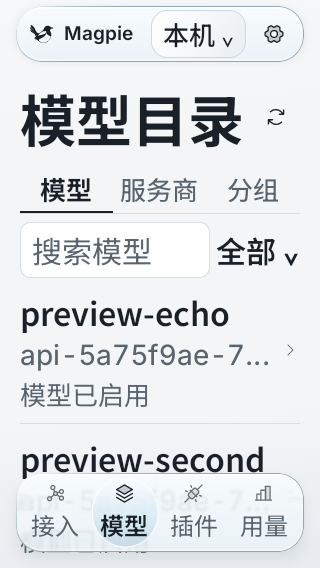 Magpie 本机
模型目录
模型 服务商 分组
搜索模型 全部
preview-echo
api-5a75f9ae-7...
模型已启用
preview-second
接入 模型 插件 用量